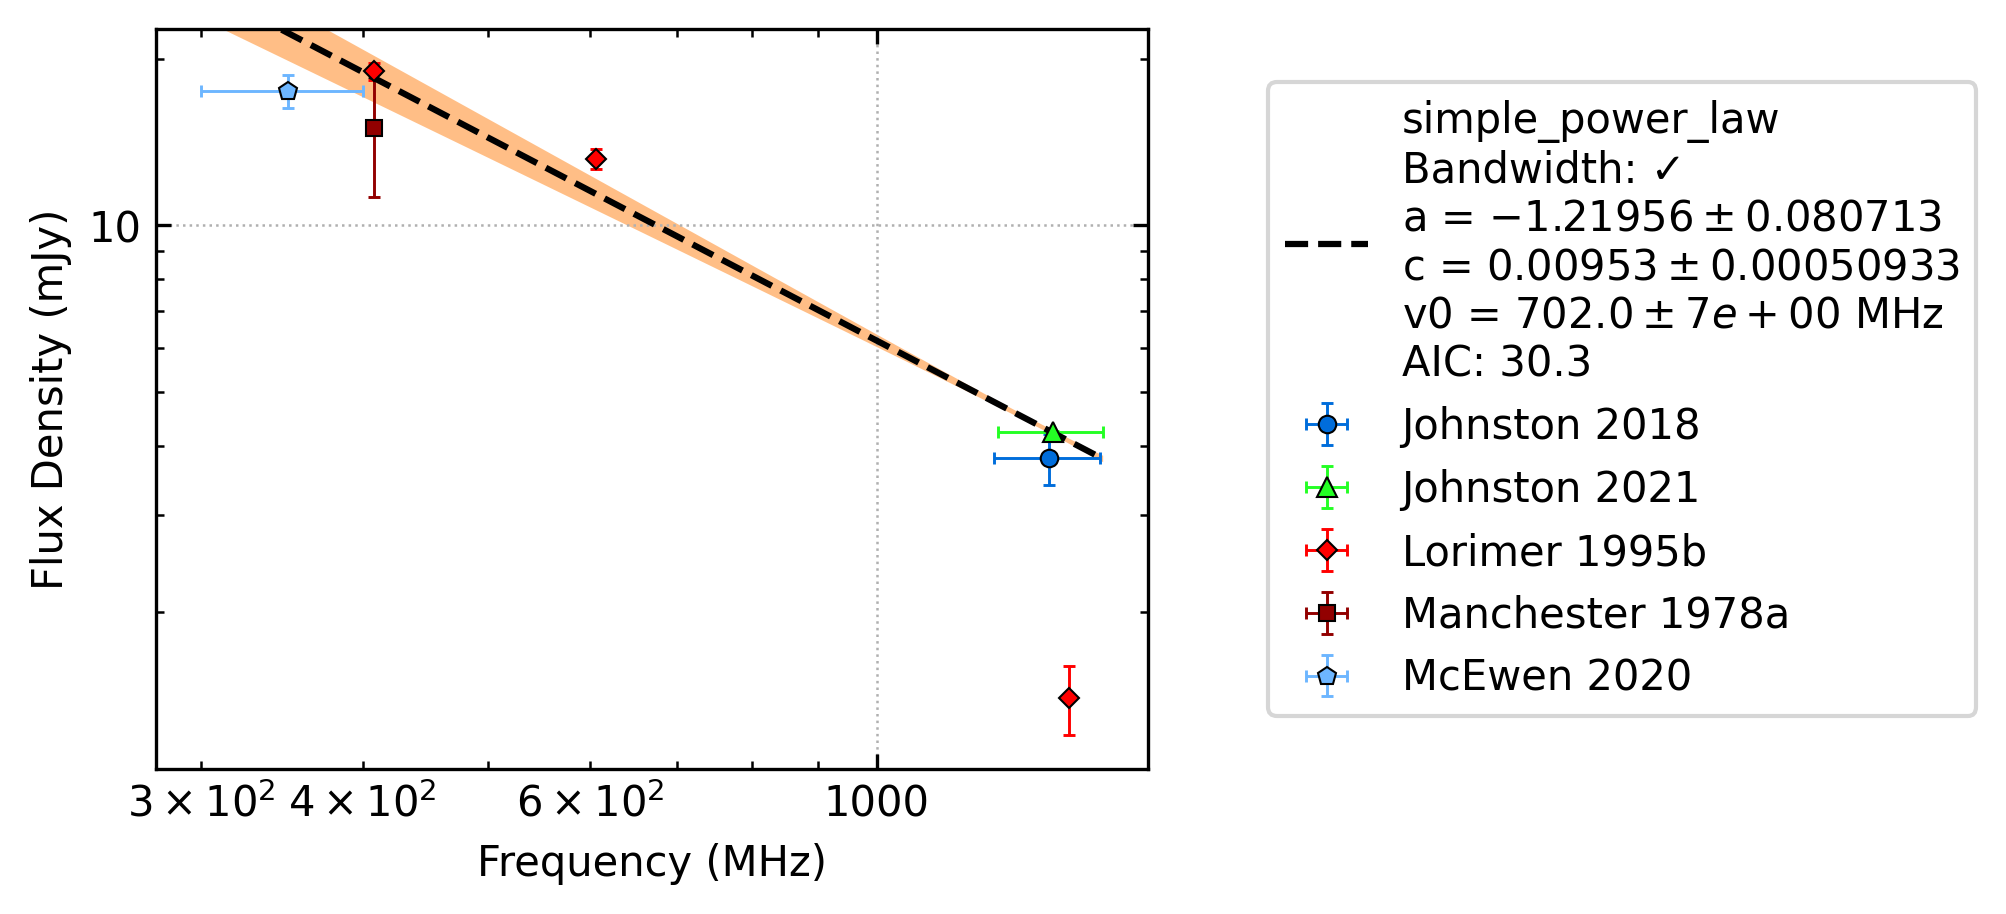 10
Flux Density (mJy)
3 × 10² 4 × 10² 6 × 10² 1000
Frequency (MHz)
simple_power_law
Bandwidth: ✓
a = −1.21956 ± 0.080713
c = 0.00953 ± 0.00050933
v0 = 702.0 ± 7e + 00 MHz
AIC: 30.3
Johnston 2018
Johnston 2021
Lorimer 1995b
Manchester 1978a
McEwen 2020